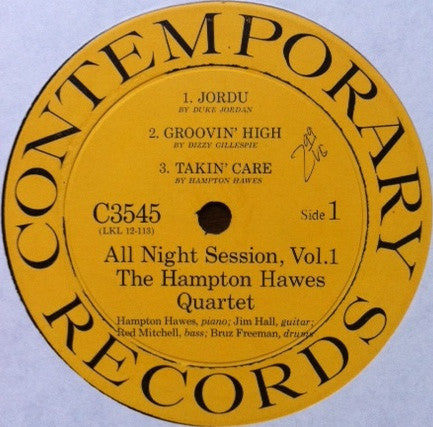 CONTEMPORARY
1. JORDU
BY DUKE JORDAN
2. GROOVIN' HIGH
BY DIZZY GILLESPIE
3. TAKIN' CARE
BY HAMPTON HAWES
C3545
(LKL 12-113)
Side 1
All Night Session, Vol.1
The Hampton Hawes
Quartet
Hampton Hawes, piano; Jim Hall, guitar;
Red Mitchell, bass; Bruz Freeman, drums
RECORDS